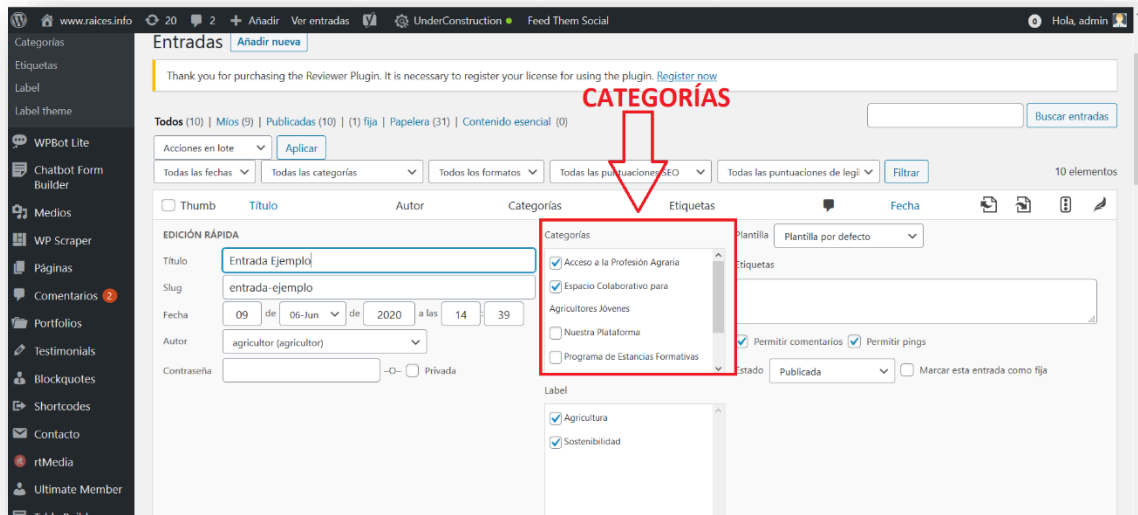 www.raices.info 20 2 Añadir Ver entradas UnderConstruction Feed Them Social 0 Hola, admin
Categorías
Etiquetas
Label
Label theme
WPBot Lite
Chatbot Form
Builder
Medios
WP Scraper
Páginas
Comentarios 2
Portfolios
Testimonials
Blockquotes
Shortcodes
Contacto
rtMedia
Ultimate Member
Entradas Añadir nueva
Thank you for purchasing the Reviewer Plugin. It is necessary to register your license for using the plugin. Register now
CATEGORÍAS
Todos (10) | Míos (9) | Publicadas (10) | (1) fija | Papelera (31) | Contenido esencial (0)
Buscar entradas
Acciones en lote Aplicar
Todas las fechas Todas las categorías Todos los formatos Todas las puntuaciones SEO Todas las puntuaciones de legil Filtrar 10 elementos
Thumb Título Autor Categorías Etiquetas Fecha
EDICIÓN RÁPIDA
Título Entrada Ejemplo
Slug entrada-ejemplo
Fecha 09 de 06-Jun de 2020 a las 14 : 39
Autor agricultor (agricultor)
Contraseña –O– Privada
Categorías
Acceso a la Profesión Agraria
Espacio Colaborativo para
Agricultores Jóvenes
Nuestra Plataforma
Programa de Estancias Formativas
Label
Agricultura
Sostenibilidad
Plantilla Plantilla por defecto
Etiquetas
Permitir comentarios Permitir pings
Estado Publicada Marcar esta entrada como fija